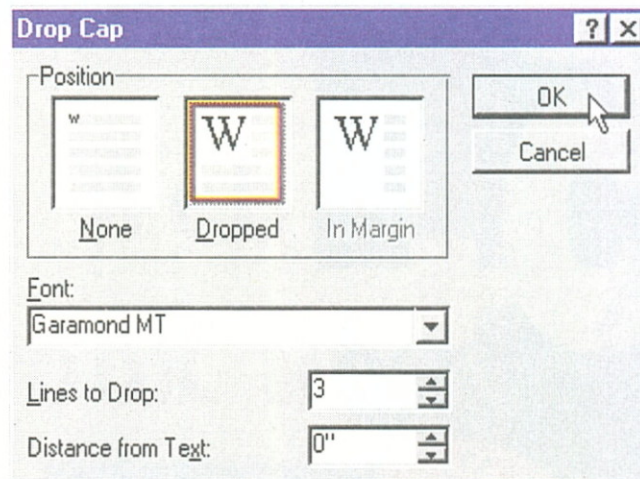 Drop Cap
Position
W
W
W
None
Dropped
In Margin
OK
Cancel
Font:
Garamond MT
Lines to Drop:
3
Distance from Text:
0"